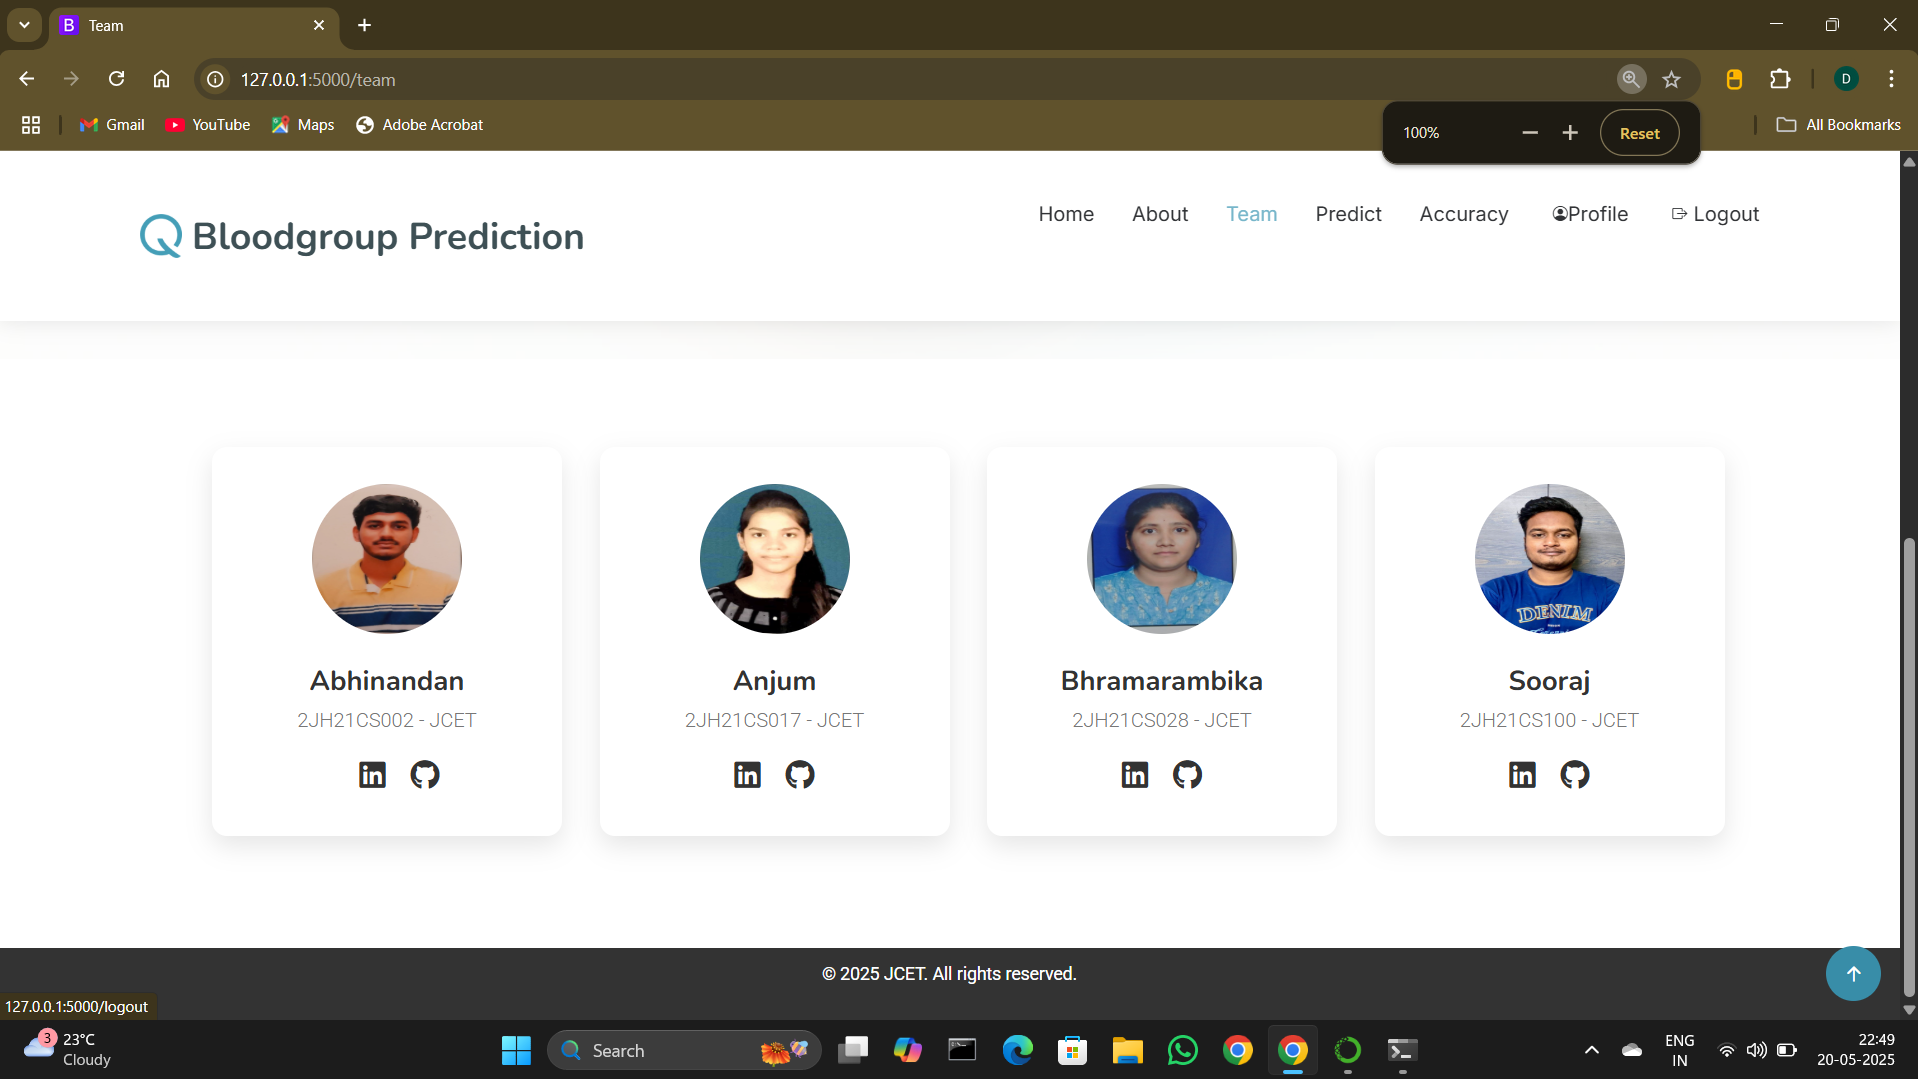 Team
127.0.0.1:5000/team
Gmail YouTube Maps Adobe Acrobat
All Bookmarks
100% Reset
Bloodgroup Prediction
Home About Team Predict Accuracy Profile Logout
DENIM
Abhinandan
2JH21CS002 - JCET
Anjum
2JH21CS017 - JCET
Bhramarambika
2JH21CS028 - JCET
Sooraj
2JH21CS100 - JCET
© 2025 JCET. All rights reserved.
127.0.0.1:5000/logout
3
23°C
Cloudy
Search
ENG
IN
22:49
20-05-2025